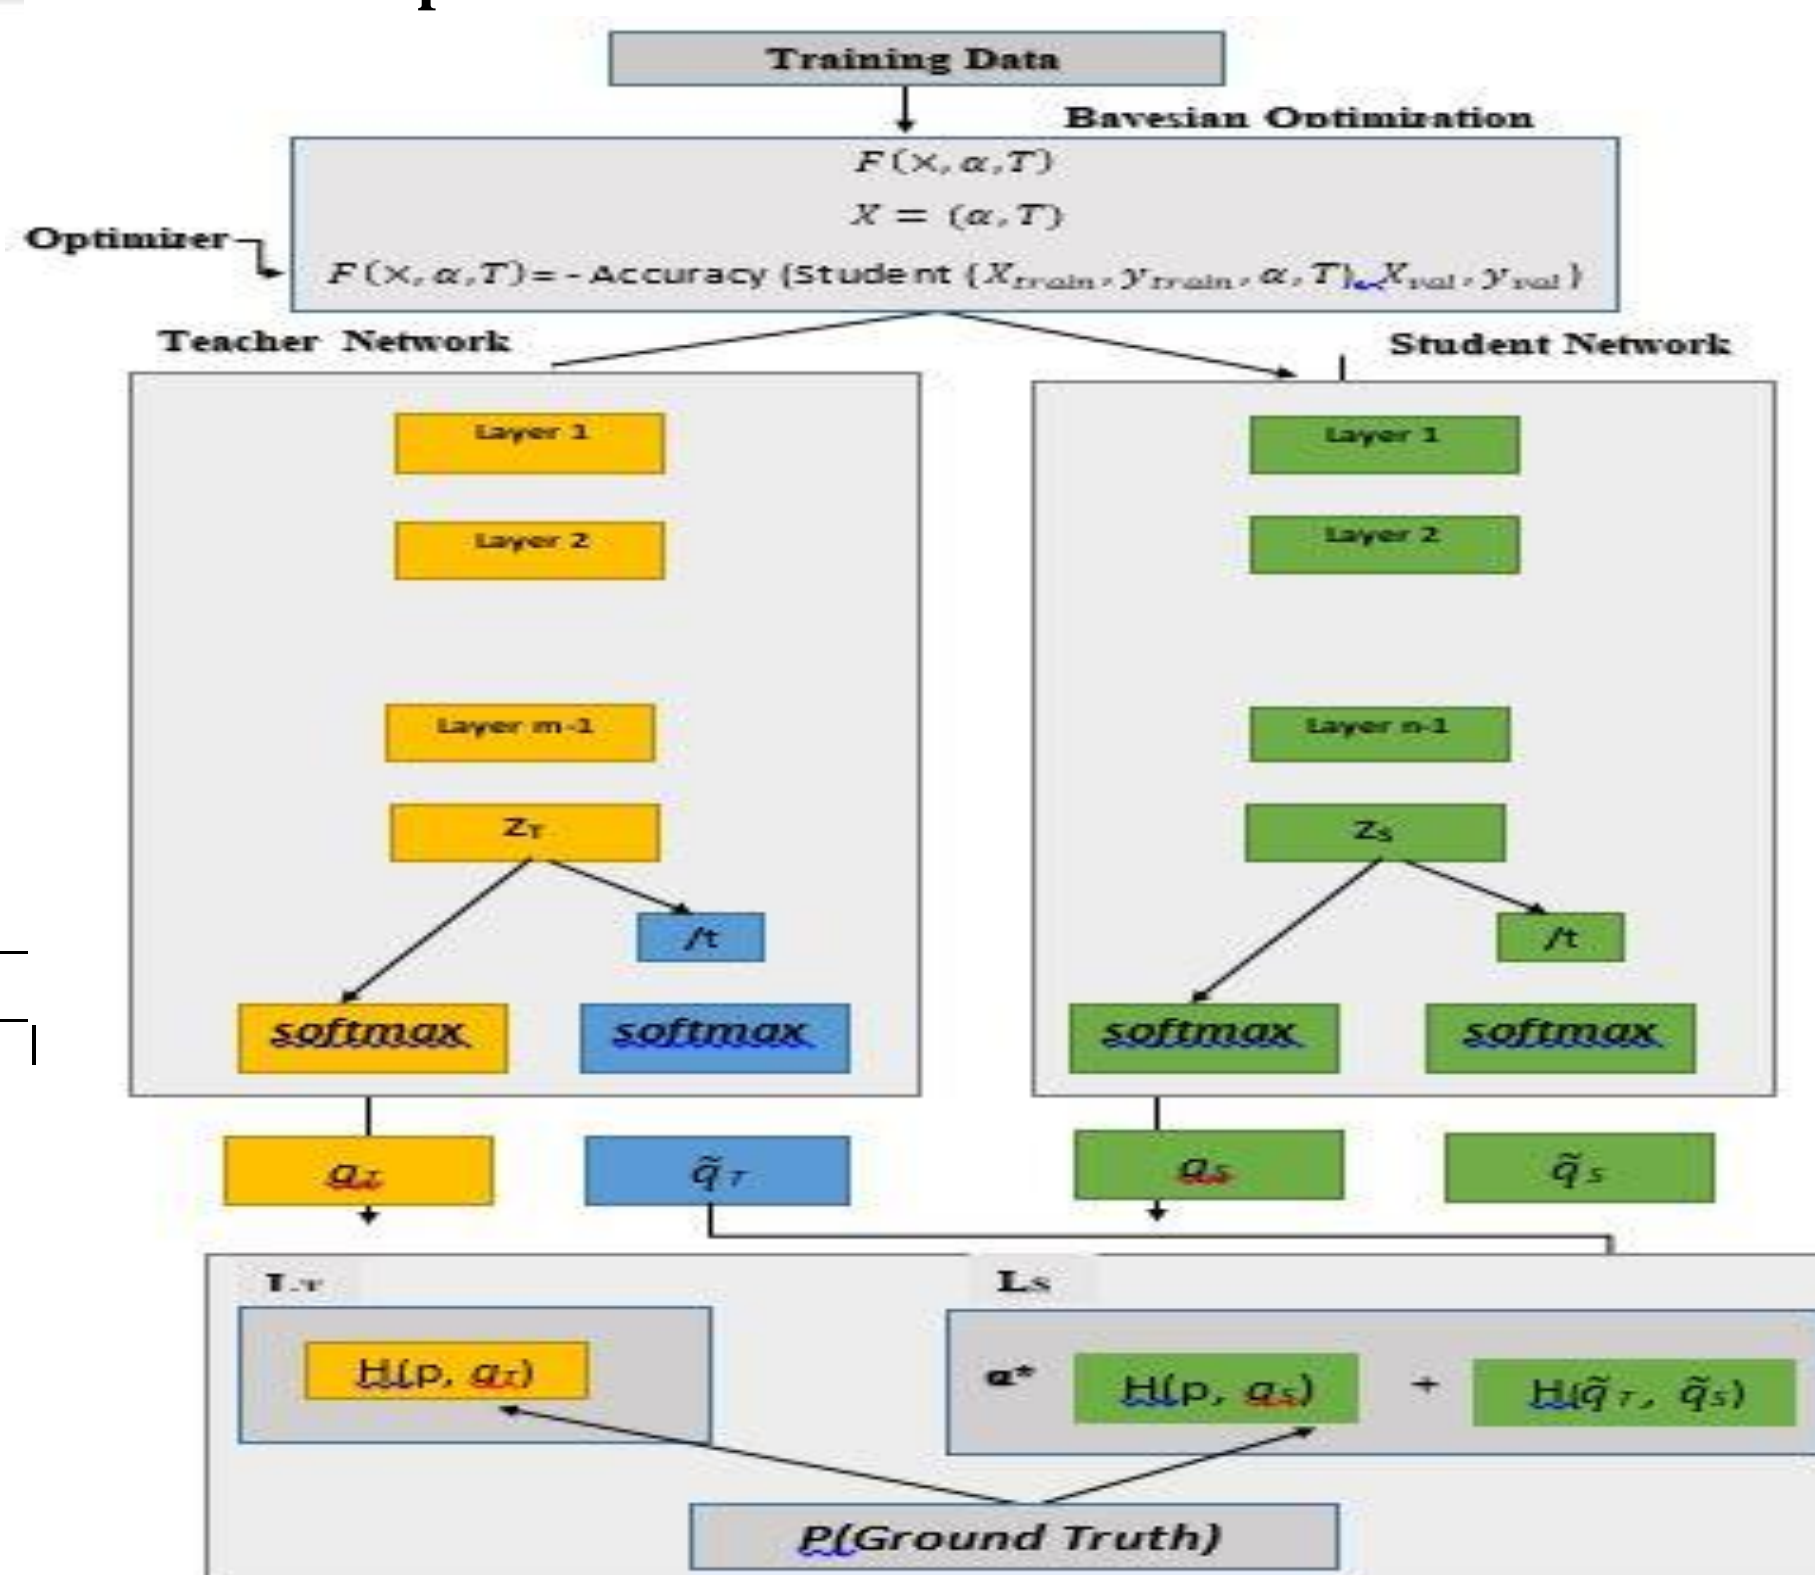 Training Data
Bayesian Optimization
F(×, α, T)
X = (α, T)
Optimizer
F(×, α, T)= - Accuracy (Student (X_train, y_train, α, T), X_val, y_val)
Teacher Network
Student Network
Layer 1
Layer 1
Layer 2
Layer 2
Layer m-1
Layer n-1
Z_T
Z_S
/t
/t
softmax
softmax
softmax
softmax
q_T
q̃_T
q_S
q̃_S
L_T
Ls
H(p, q_T)
α*
H(p, q_S)
+
H(q̃_T, q̃_S)
P(Ground Truth)